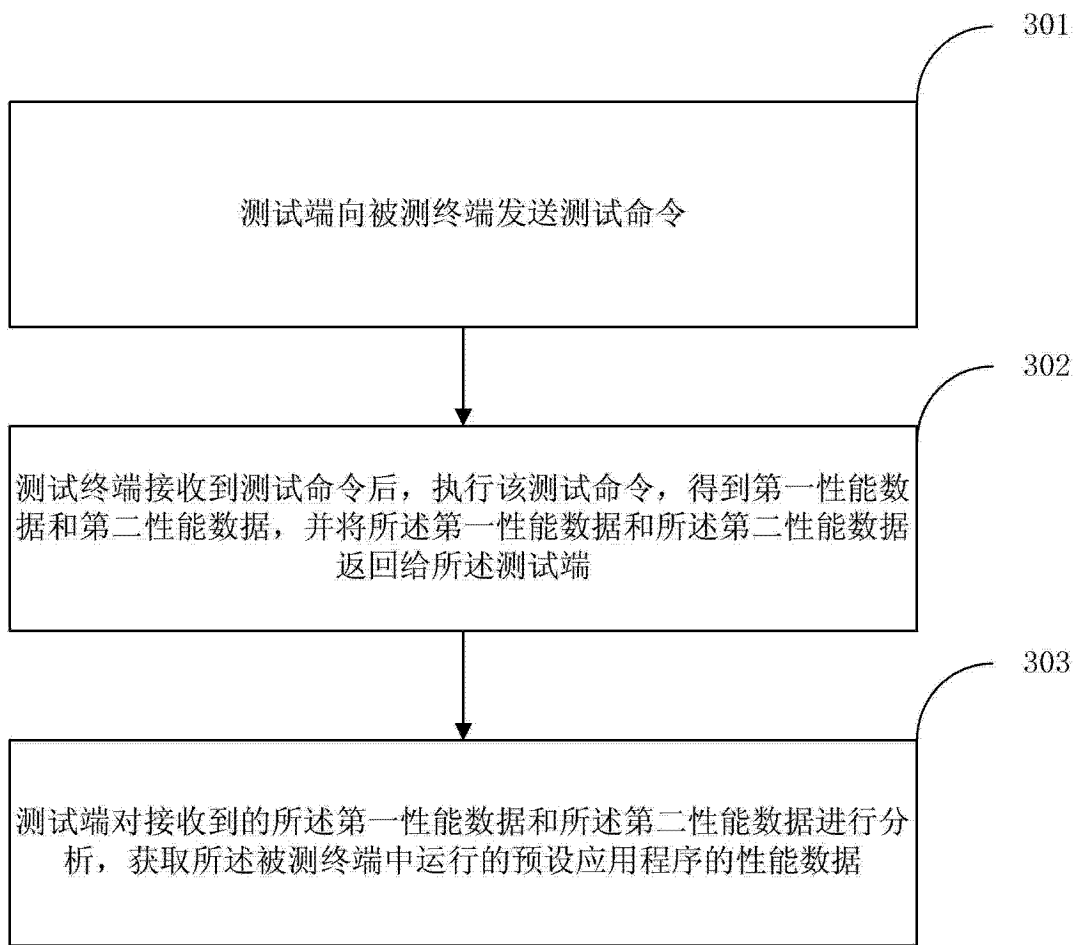 301
测试端向被测终端发送测试命令
302
测试终端接收到测试命令后，执行该测试命令，得到第一性能数
据和第二性能数据，并将所述第一性能数据和所述第二性能数据
返回给所述测试端
303
测试端对接收到的所述第一性能数据和所述第二性能数据进行分
析，获取所述被测终端中运行的预设应用程序的性能数据